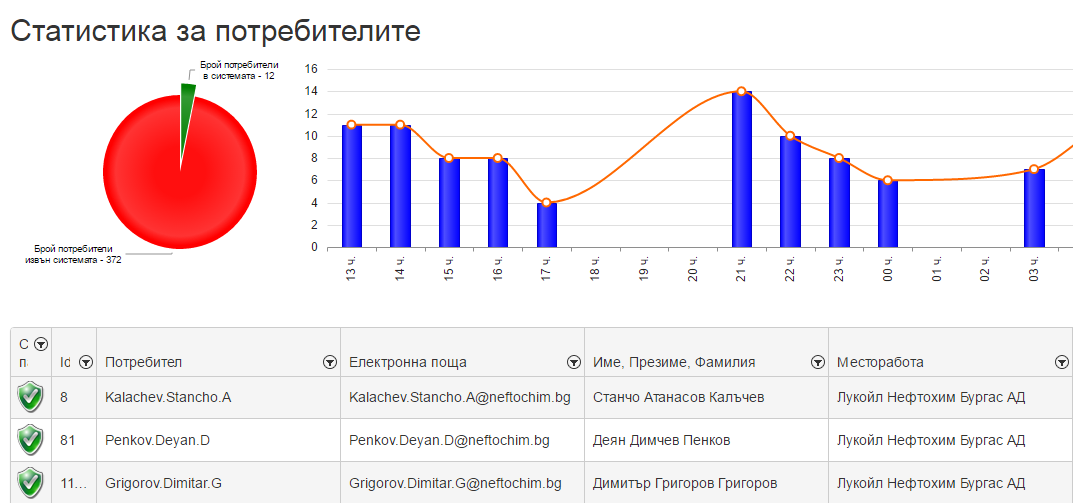 Статистика за потребителите
Брой потребители
в системата - 12
Брой потребители
извън системата - 372
16
14
12
10
8
6
4
2
0
13 ч.
14 ч.
15 ч.
16 ч.
17 ч.
18 ч.
19 ч.
20 ч.
21 ч.
22 ч.
23 ч.
00 ч.
01 ч.
02 ч.
03 ч.
С
п Id Потребител Електронна поща Име, Презиме, Фамилия Месторабота
8 Kalachev.Stancho.A Kalachev.Stancho.A@neftochim.bg Станчо Атанасов Калъчев Лукойл Нефтохим Бургас АД
81 Penkov.Deyan.D Penkov.Deyan.D@neftochim.bg Деян Димчев Пенков Лукойл Нефтохим Бургас АД
11... Grigorov.Dimitar.G Grigorov.Dimitar.G@neftochim.bg Димитър Григоров Григоров Лукойл Нефтохим Бургас АД